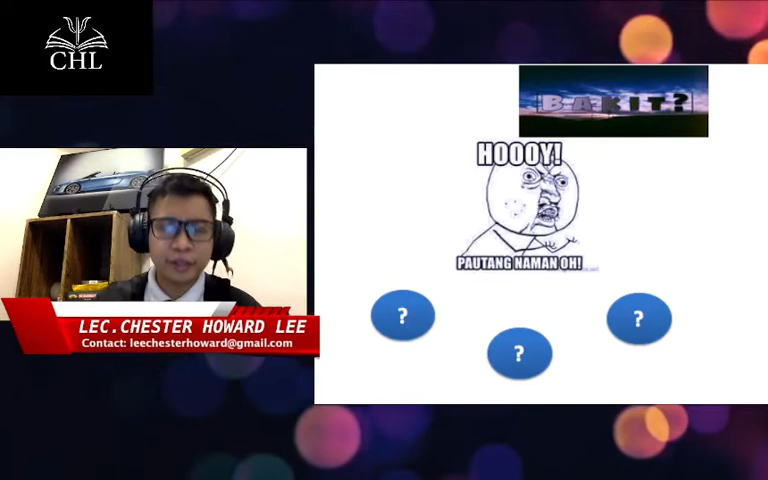 CHL
BAKIT?
HOOOY!
PAUTANG NAMAN OH!
?
?
?
LEC.CHESTER HOWARD LEE
Contact: leechesterhoward@gmail.com